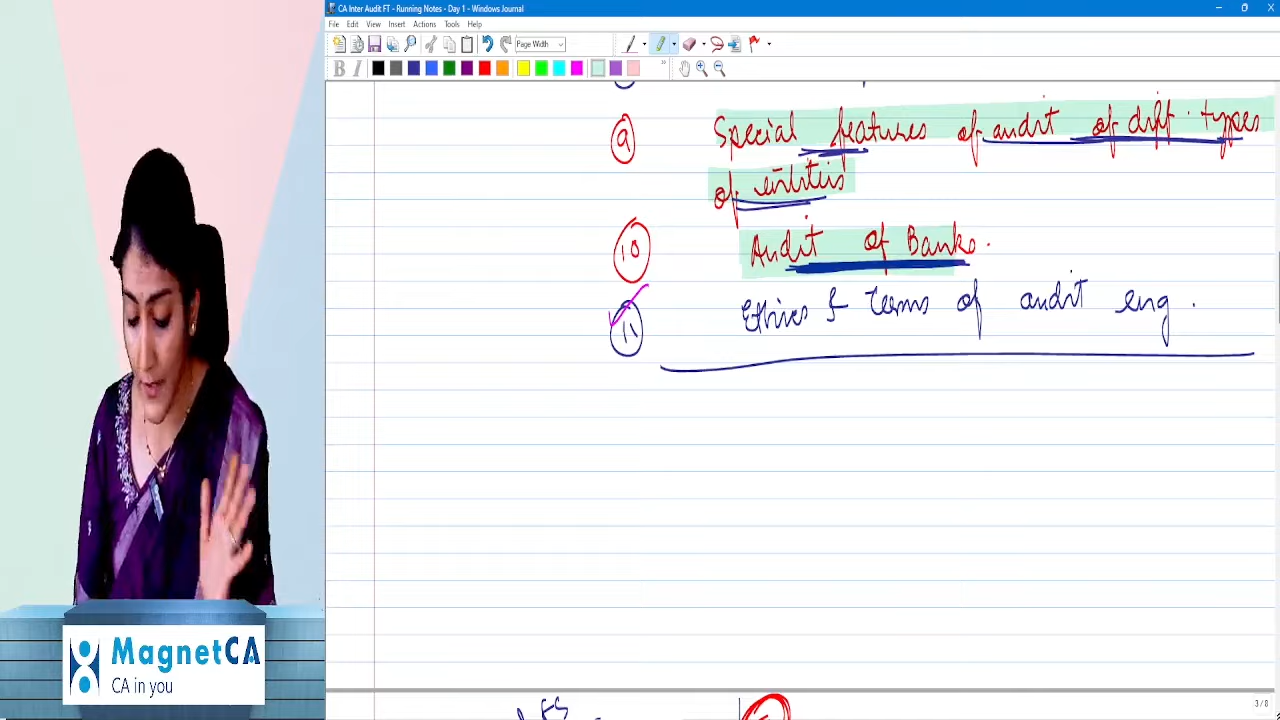 CA Inter Audit FT - Running Notes - Day 1 - Windows Journal
File Edit View Insert Actions Tools Help
Page Width
B I
9 Special features of audit of diff. types
of entities
10 Audit of Banks.
11 Ethics & terms of audit eng.
FS
3/8
MagnetCA
CA in you